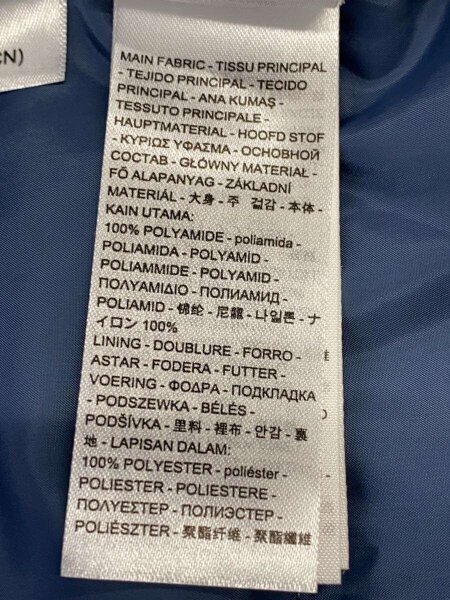 CN)
MAIN FABRIC - TISSU PRINCIPAL
- TEJIDO PRINCIPAL - TECIDO
PRINCIPAL - ANA KUMAŞ -
TESSUTO PRINCIPALE -
HAUPTMATERIAL - HOOFD STOF
- ΚΥΡΙΩΣ ΥΦΑΣΜΑ - ОСНОВНОЙ
СОСТАВ - GŁÓWNY MATERIAŁ -
FŐ ALAPANYAG - ZÁKLADNÍ
MATERIÁL - 大身 - 주 겉감 - 本体 -
KAIN UTAMA:
100% POLYAMIDE - poliamida -
POLIAMIDA - POLYAMİD -
POLIAMMIDE - POLYAMID -
ΠΟΛΥΑΜΙΔΙΟ - ПОЛИАМИД -
POLIAMID - 锦纶 - 尼龍 - 나일론 - ナ
イロン 100%
LINING - DOUBLURE - FORRO -
ASTAR - FODERA - FUTTER -
VOERING - ΦΟΔΡΑ - ПОДКЛАДКА
- PODSZEWKA - BÉLÉS -
PODŠÍVKA - 里料 - 裡布 - 안감 - 裏
地 - LAPISAN DALAM:
100% POLYESTER - poliéster -
POLIESTER - POLIESTERE -
ΠΟΛΥΕΣΤΕΡ - ПОЛИЭСТЕР -
POLIÉSZTER - 聚酯纤维 - 聚酯纖維